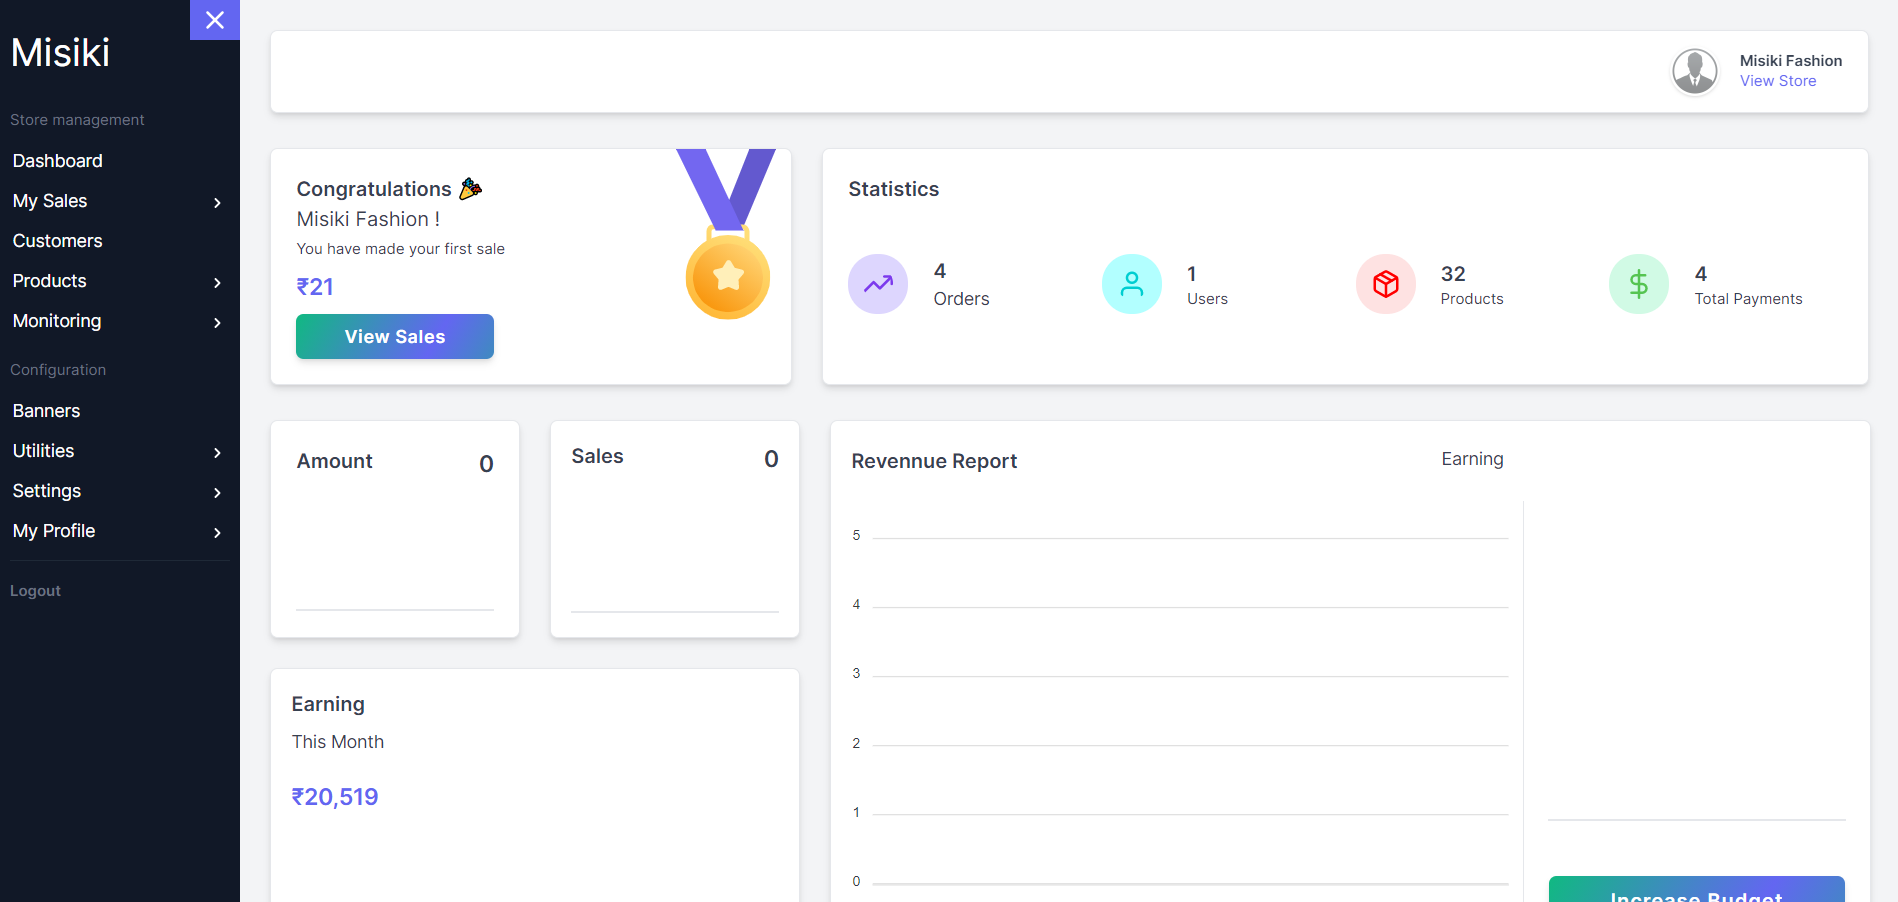 Misiki
Store management
Dashboard
My Sales
Customers
Products
Monitoring
Configuration
Banners
Utilities
Settings
My Profile
Logout
Misiki Fashion
View Store
Congratulations 🎉
Misiki Fashion !
You have made your first sale
₹21
View Sales
Statistics
4
Orders
1
Users
32
Products
4
Total Payments
Amount
0
Sales
0
Earning
This Month
₹20,519
Revennue Report
Earning
5
4
3
2
1
0
Increase Budget